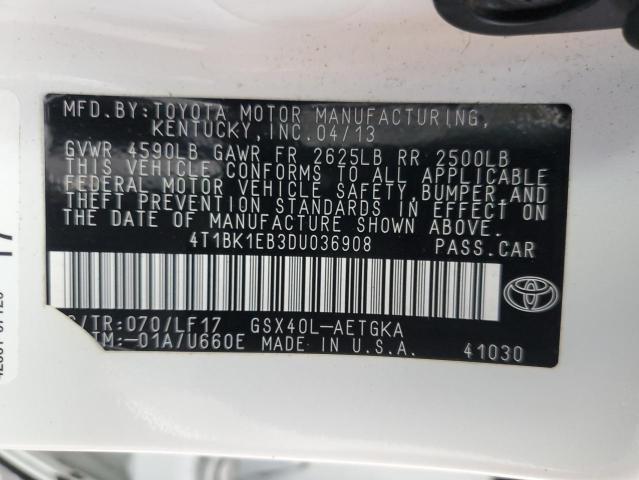 MFD.BY:TOYOTA MOTOR MANUFACTURING,
KENTUCKY,INC.04/13
GVWR 4590LB GAWR FR 2625LB RR 2500LB
THIS VEHICLE CONFORMS TO ALL APPLICABLE
FEDERAL MOTOR VEHICLE SAFETY,BUMPER,AND
THEFT PREVENTION STANDARDS IN EFFECT ON
THE DATE OF MANUFACTURE SHOWN ABOVE.
4T1BK1EB3DU036908 PASS.CAR
/TR:070/LF17 GSX40L-AETGKA
TM:-01A/U660E MADE IN U.S.A. 41030